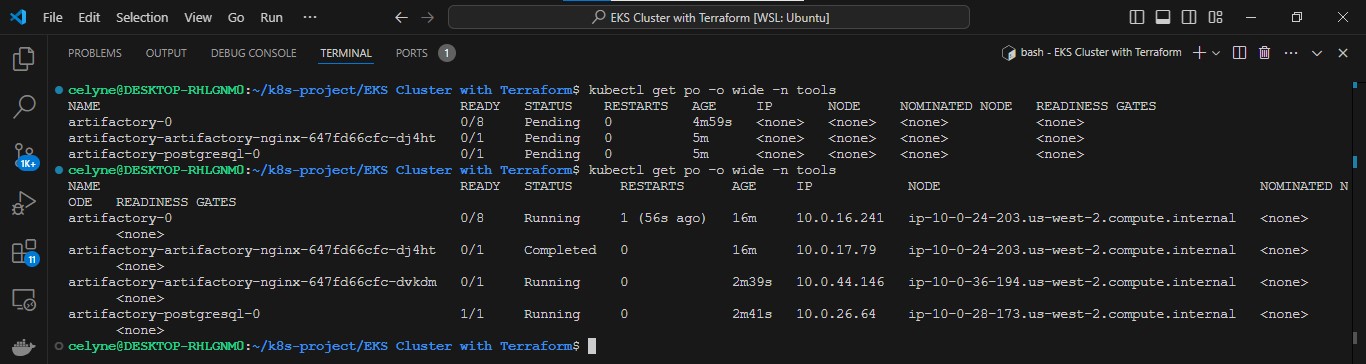 File Edit Selection View Go Run ··· EKS Cluster with Terraform [WSL: Ubuntu]
PROBLEMS OUTPUT DEBUG CONSOLE TERMINAL PORTS 1 bash - EKS Cluster with Terraform
celyne@DESKTOP-RHLGNM0:~/k8s-project/EKS Cluster with Terraform$ kubectl get po -o wide -n tools
NAME READY STATUS RESTARTS AGE IP NODE NOMINATED NODE READINESS GATES
artifactory-0 0/8 Pending 0 4m59s <none> <none> <none> <none>
artifactory-artifactory-nginx-647fd66cfc-dj4ht 0/1 Pending 0 5m <none> <none> <none> <none>
artifactory-postgresql-0 0/1 Pending 0 5m <none> <none> <none> <none>
celyne@DESKTOP-RHLGNM0:~/k8s-project/EKS Cluster with Terraform$ kubectl get po -o wide -n tools
NAME READY STATUS RESTARTS AGE IP NODE NOMINATED N
ODE READINESS GATES
artifactory-0 0/8 Running 1 (56s ago) 16m 10.0.16.241 ip-10-0-24-203.us-west-2.compute.internal <none>
<none>
artifactory-artifactory-nginx-647fd66cfc-dj4ht 0/1 Completed 0 16m 10.0.17.79 ip-10-0-24-203.us-west-2.compute.internal <none>
<none>
artifactory-artifactory-nginx-647fd66cfc-dvkdm 0/1 Running 0 2m39s 10.0.44.146 ip-10-0-36-194.us-west-2.compute.internal <none>
<none>
artifactory-postgresql-0 1/1 Running 0 2m41s 10.0.26.64 ip-10-0-28-173.us-west-2.compute.internal <none>
<none>
celyne@DESKTOP-RHLGNM0:~/k8s-project/EKS Cluster with Terraform$
1K+
11